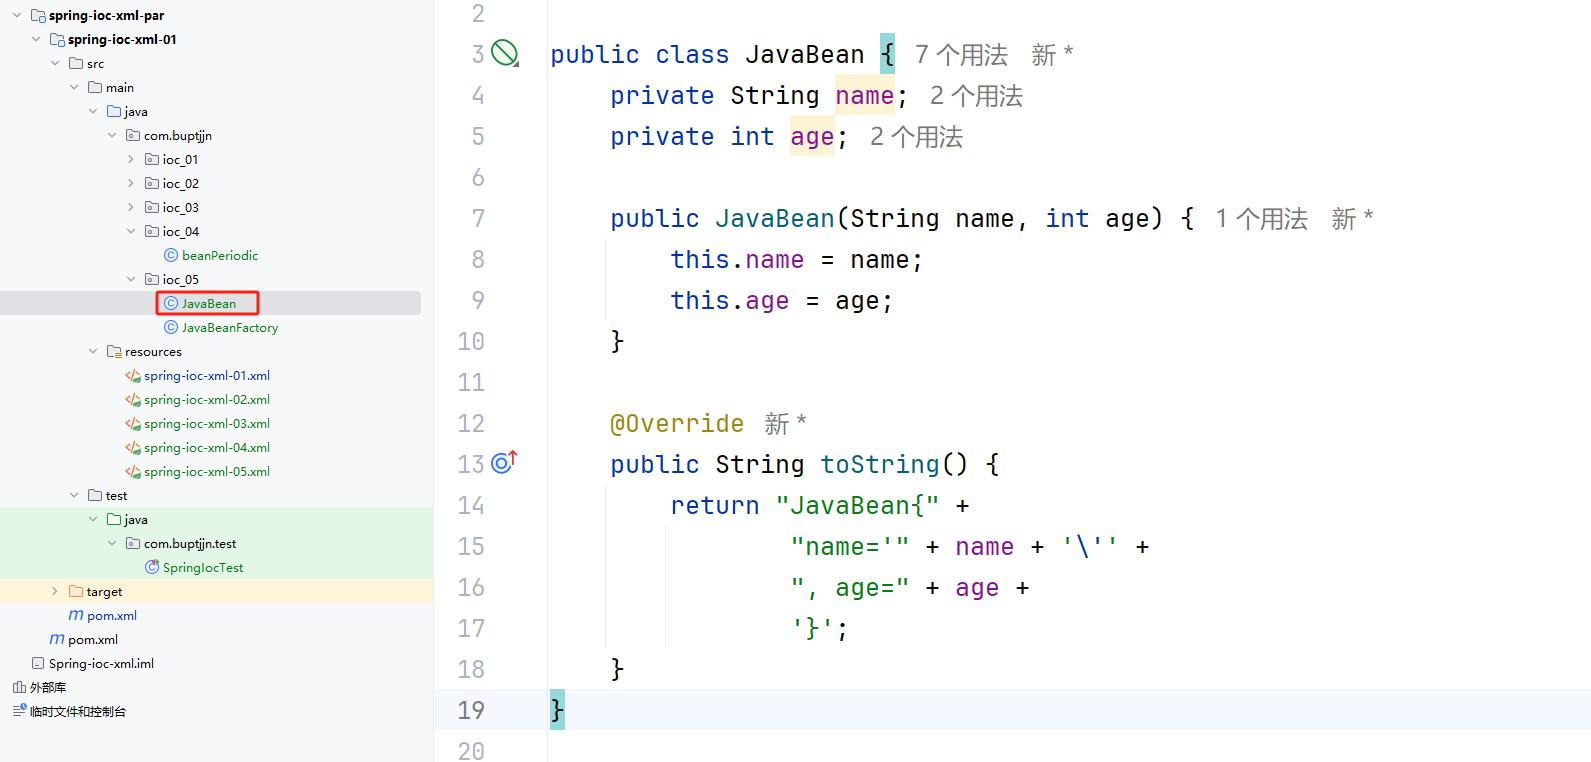 spring-ioc-xml-par
spring-ioc-xml-01
src
main
java
com.buptjjn
ioc_01
ioc_02
ioc_03
ioc_04
beanPeriodic
ioc_05
JavaBean
JavaBeanFactory
resources
spring-ioc-xml-01.xml
spring-ioc-xml-02.xml
spring-ioc-xml-03.xml
spring-ioc-xml-04.xml
spring-ioc-xml-05.xml
test
java
com.buptjjn.test
SpringIocTest
target
pom.xml
pom.xml
Spring-ioc-xml.iml
外部库
临时文件和控制台
2
3 public class JavaBean { 7 个用法 新 *
4 private String name; 2 个用法
5 private int age; 2 个用法
6
7 public JavaBean(String name, int age) { 1 个用法 新 *
8 this.name = name;
9 this.age = age;
10 }
11
12 @Override 新 *
13 public String toString() {
14 return "JavaBean{" +
15 "name='" + name + '\'' +
16 ", age=" + age +
17 '}';
18 }
19 }
20